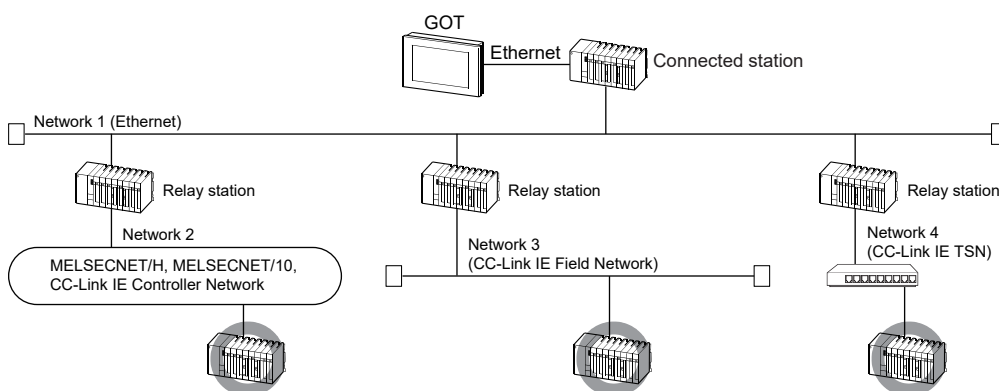 GOT
Ethernet
Connected station
Network 1 (Ethernet)
Relay station
Relay station
Relay station
Network 2
MELSECNET/H, MELSECNET/10,
CC-Link IE Controller Network
Network 3
(CC-Link IE Field Network)
Network 4
(CC-Link IE TSN)